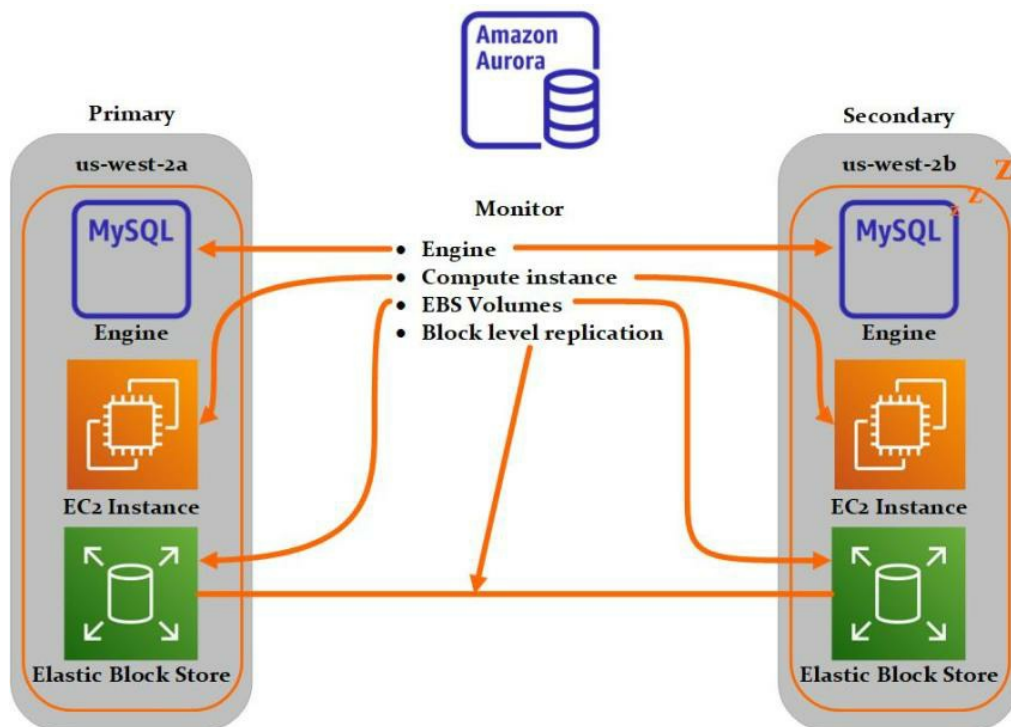 Amazon
Aurora
Primary
Secondary
us-west-2a
us-west-2b
z z Z
MySQL
MySQL
Monitor
• Engine
• Compute instance
• EBS Volumes
• Block level replication
Engine
Engine
EC2 Instance
EC2 Instance
Elastic Block Store
Elastic Block Store